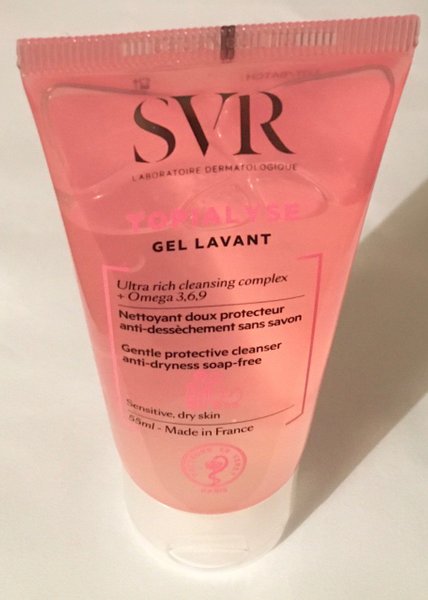 SVR
LABORATOIRE DERMATOLOGIQUE
TOPIALYSE
GEL LAVANT
Ultra rich cleansing complex
+ Omega 3,6,9
Nettoyant doux protecteur
anti-dessèchement sans savon
Gentle protective cleanser
anti-dryness soap-free
Sensitive, dry skin
55ml - Made in France
PARIS